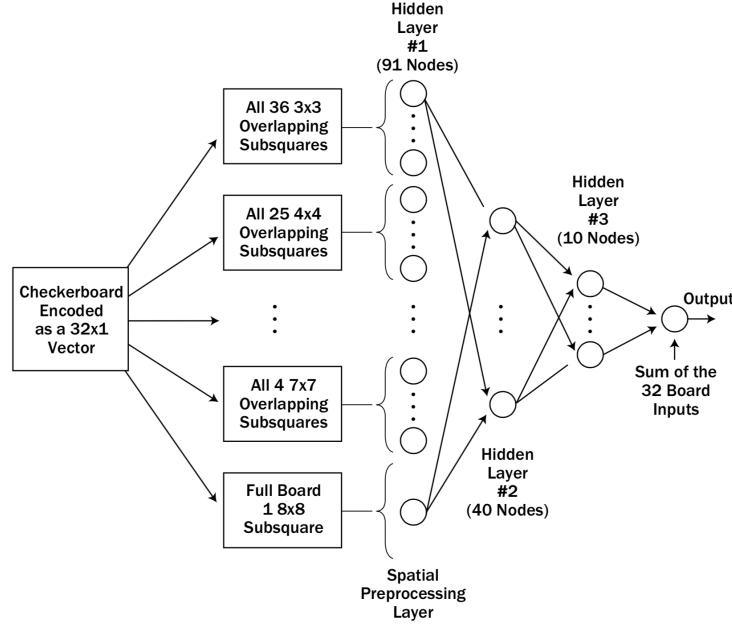 Hidden
Layer
#1
(91 Nodes)
All 36 3x3
Overlapping
Subsquares
All 25 4x4
Overlapping
Subsquares
Hidden
Layer
#3
(10 Nodes)
Checkerboard
Encoded
as a 32x1
Vector
Output
Sum of the
32 Board
Inputs
All 4 7x7
Overlapping
Subsquares
Hidden
Layer
#2
(40 Nodes)
Full Board
1 8x8
Subsquare
Spatial
Preprocessing
Layer